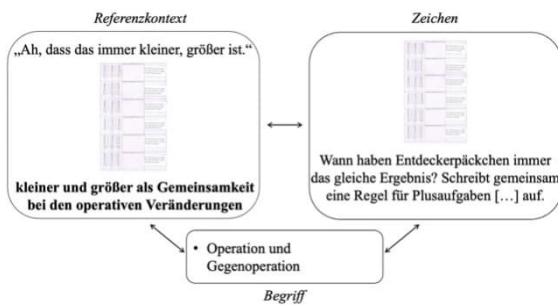 Referenzkontext
„Ah, dass das immer kleiner, größer ist.“
kleiner und größer als Gemeinsamkeit
bei den operativen Veränderungen
Zeichen
Wann haben Entdeckerpäckchen immer
das gleiche Ergebnis? Schreibt gemeinsam
eine Regel für Plusaufgaben [...] auf.
• Operation und
Gegenoperation
Begriff